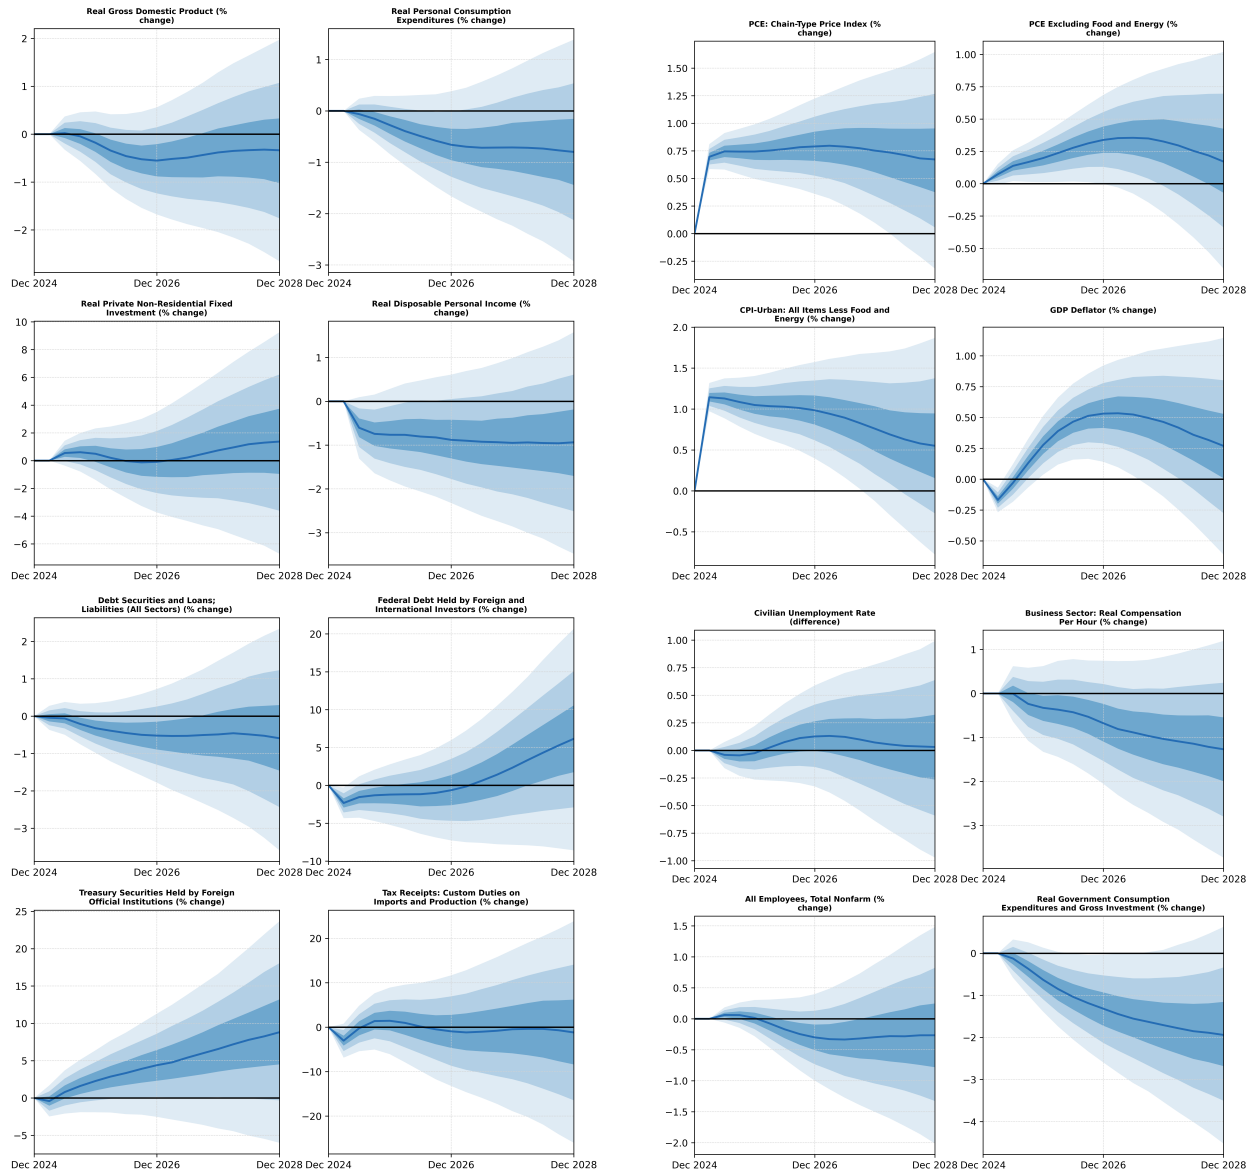 Real Gross Domestic Product (%
change)
2
1
0
−1
−2
Dec 2024
Dec 2026
Dec 2028
Real Personal Consumption
Expenditures (% change)
1
0
−1
−2
−3
Dec 2024
Dec 2026
Dec 2028
PCE: Chain-Type Price Index (%
change)
1.50
1.25
1.00
0.75
0.50
0.25
0.00
−0.25
Dec 2024
Dec 2026
Dec 2028
PCE Excluding Food and Energy (%
change)
1.00
0.75
0.50
0.25
0.00
−0.25
−0.50
Dec 2024
Dec 2026
Dec 2028
Real Private Non-Residential Fixed
Investment (% change)
10
8
6
4
2
0
−2
−4
−6
Dec 2024
Dec 2026
Dec 2028
Real Disposable Personal Income (%
change)
1
0
−1
−2
−3
Dec 2024
Dec 2026
Dec 2028
CPI-Urban: All Items Less Food and
Energy (% change)
2.0
1.5
1.0
0.5
0.0
−0.5
Dec 2024
Dec 2026
Dec 2028
GDP Deflator (% change)
1.00
0.75
0.50
0.25
0.00
−0.25
−0.50
Dec 2024
Dec 2026
Dec 2028
Debt Securities and Loans;
Liabilities (All Sectors) (% change)
2
1
0
−1
−2
−3
Dec 2024
Dec 2026
Dec 2028
Federal Debt Held by Foreign and
International Investors (% change)
20
15
10
5
0
−5
−10
Dec 2024
Dec 2026
Dec 2028
Civilian Unemployment Rate
(difference)
1.00
0.75
0.50
0.25
0.00
−0.25
−0.50
−0.75
−1.00
Dec 2024
Dec 2026
Dec 2028
Business Sector: Real Compensation
Per Hour (% change)
1
0
−1
−2
−3
Dec 2024
Dec 2026
Dec 2028
Treasury Securities Held by Foreign
Official Institutions (% change)
25
20
15
10
5
0
−5
Dec 2024
Dec 2026
Dec 2028
Tax Receipts: Custom Duties on
Imports and Production (% change)
20
10
0
−10
−20
Dec 2024
Dec 2026
Dec 2028
All Employees, Total Nonfarm (%
change)
1.5
1.0
0.5
0.0
−0.5
−1.0
−1.5
−2.0
Dec 2024
Dec 2026
Dec 2028
Real Government Consumption
Expenditures and Gross Investment (% change)
0
−1
−2
−3
−4
Dec 2024
Dec 2026
Dec 2028